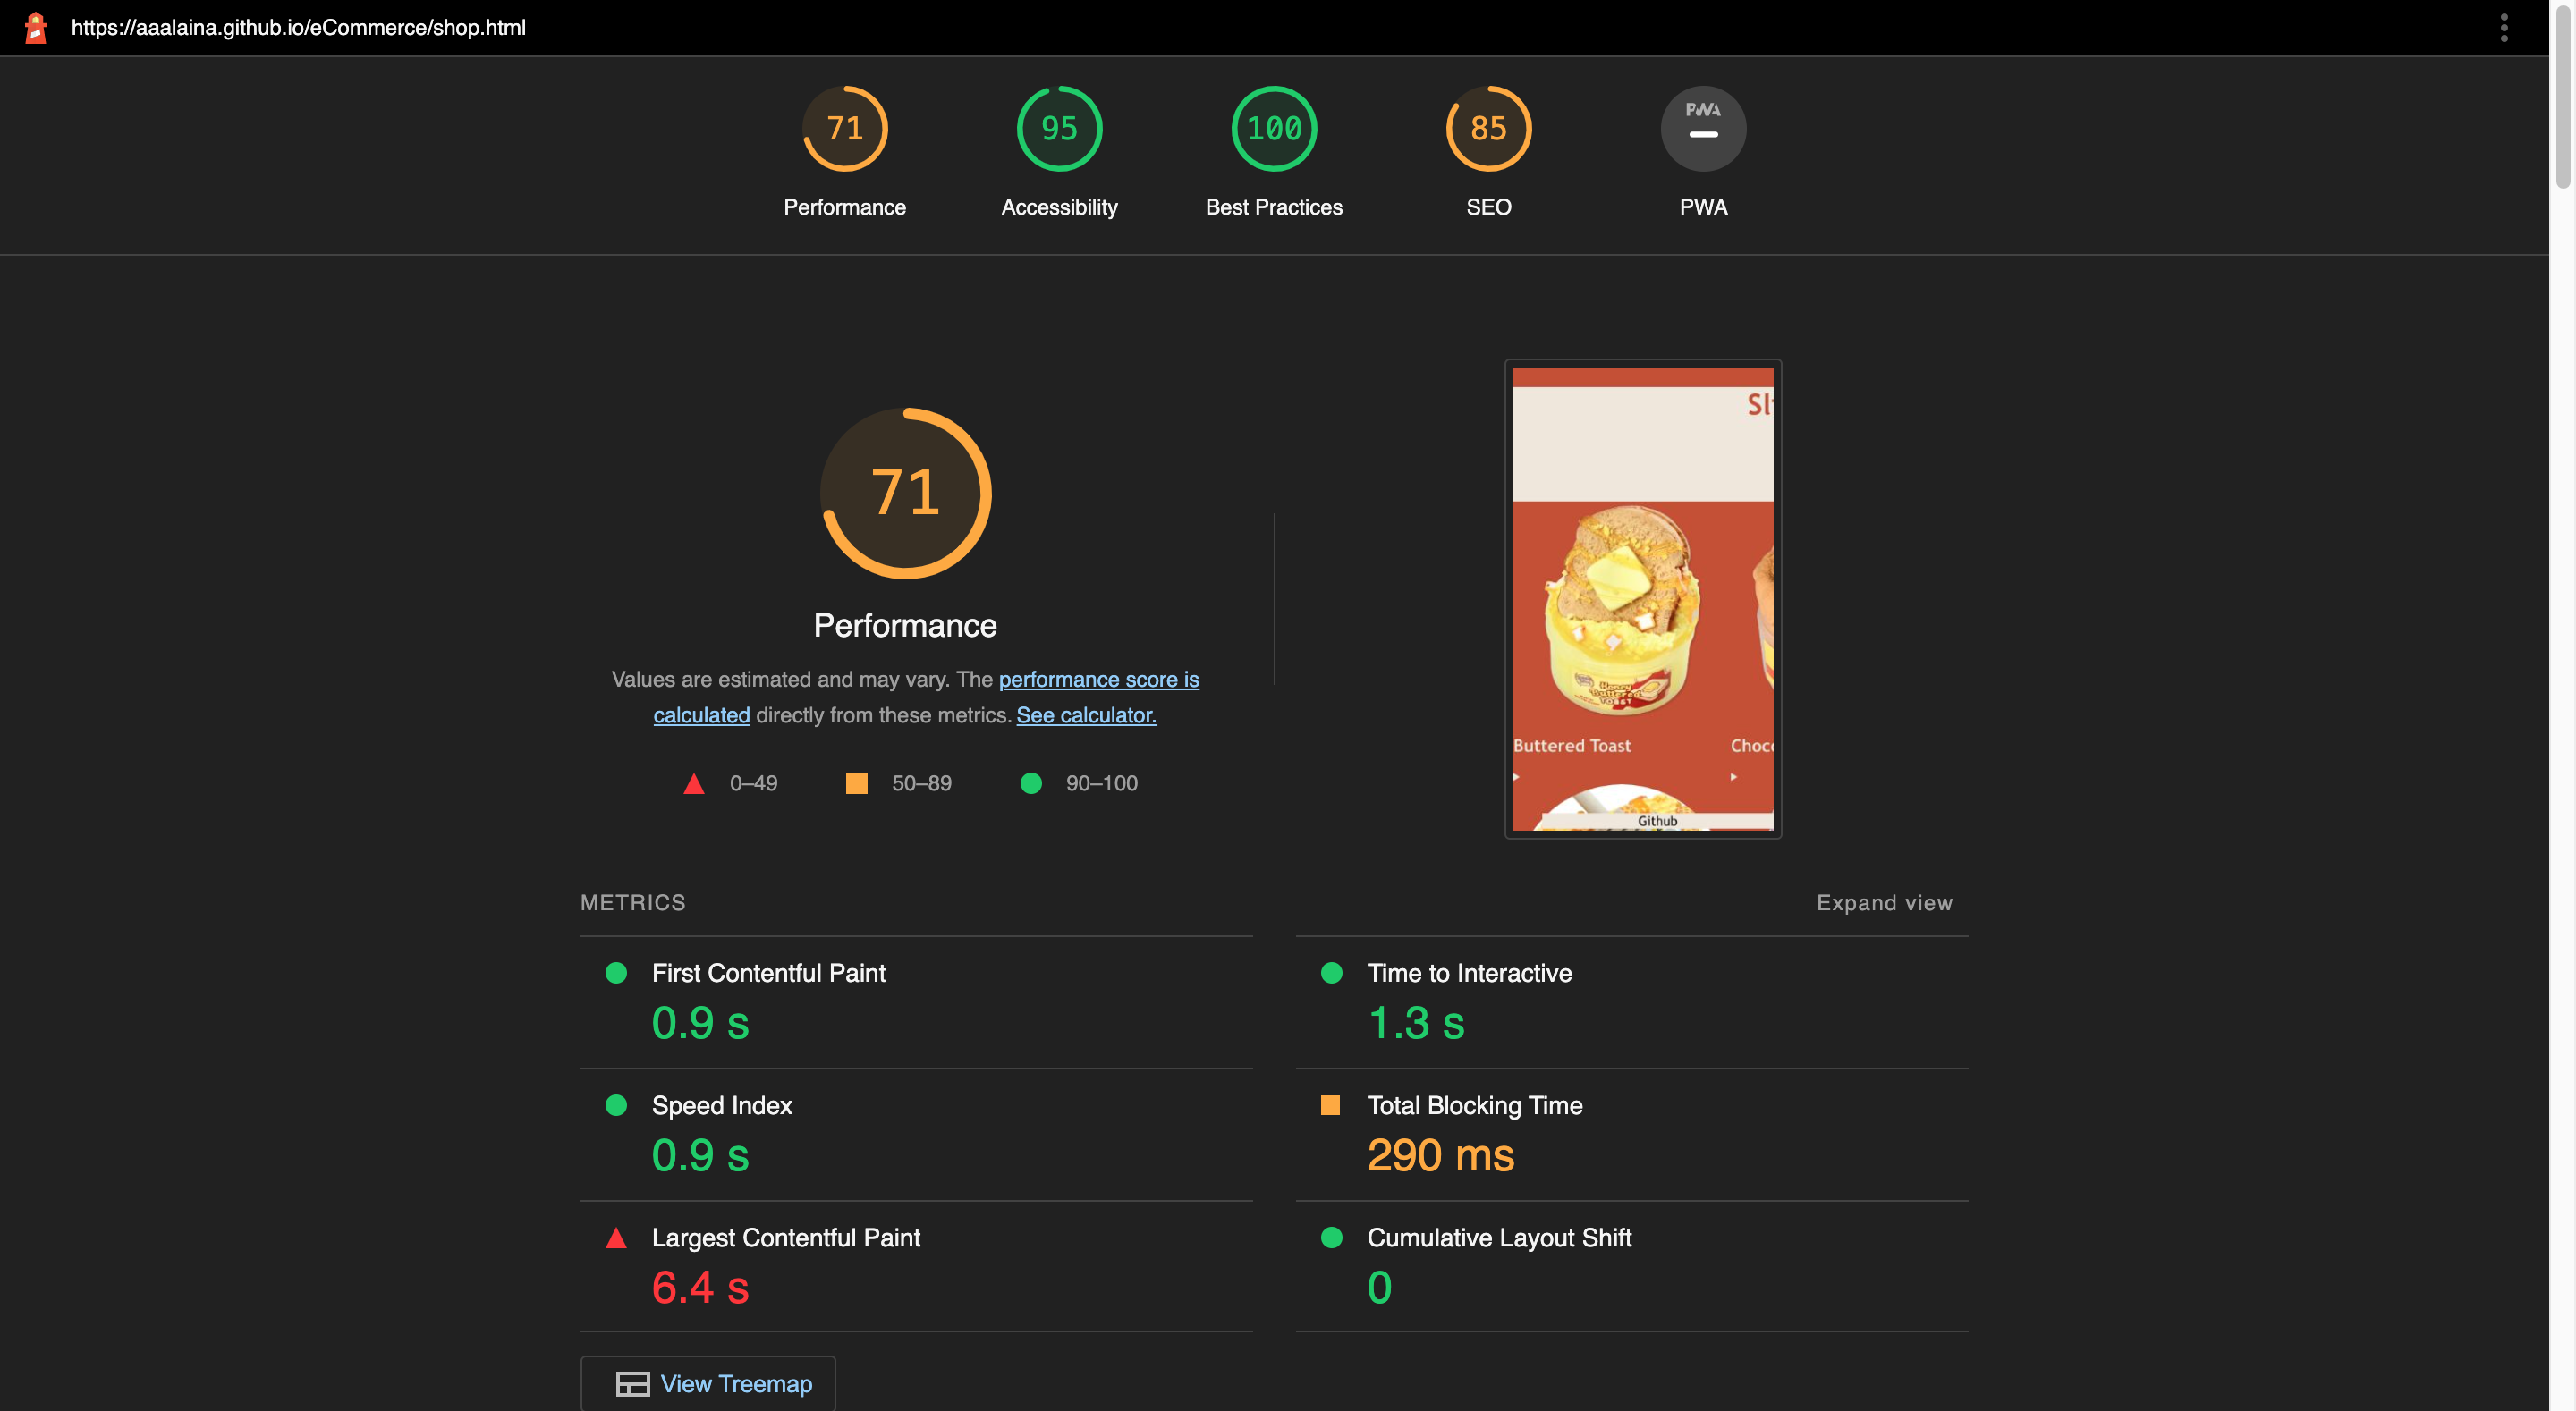 https://aaalaina.github.io/eCommerce/shop.html
71
95
100
85
PWA
Performance
Accessibility
Best Practices
SEO
PWA
71
Performance
Values are estimated and may vary. The performance score is
calculated directly from these metrics. See calculator.
0–49
50–89
90–100
Buttered Toast
Honey
Buttered
TOAST
Github
METRICS
Expand view
First Contentful Paint
0.9 s
Time to Interactive
1.3 s
Speed Index
0.9 s
Total Blocking Time
290 ms
Largest Contentful Paint
6.4 s
Cumulative Layout Shift
0
View Treemap